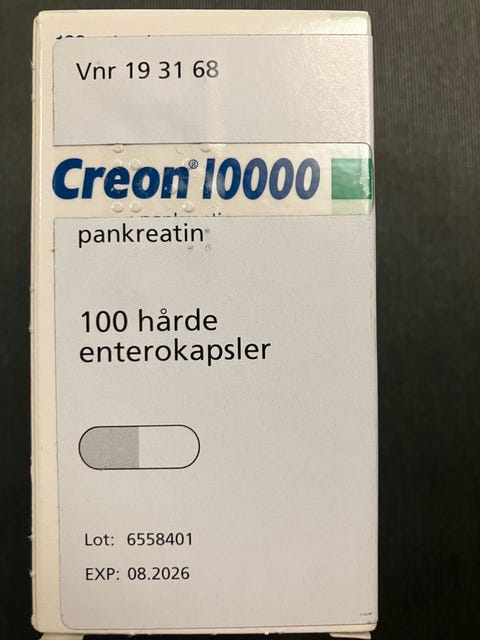 Vnr 19 31 68
Creon® 10000
pankreatin
100 hårde
enterokapsler
Lot: 6558401
EXP: 08.2026